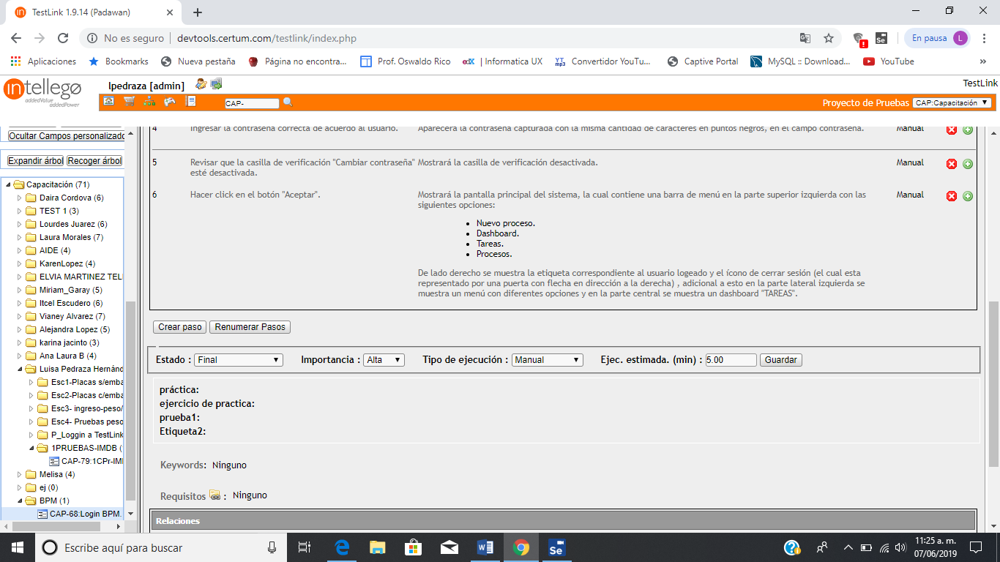 TestLink 1.9.14 (Padawan)
No es seguro
devtools.certum.com/testlink/index.php
En pausa
L
Aplicaciones
Bookmarks
Nueva pestaña
Página no encontra...
Prof. Oswaldo Rico
edX
| Informatica UX
YT mp3
Convertidor YouTu...
Captive Portal
MySQL :: Download...
YouTube
»
intellego
addedValue
addedPower
lpedraza [admin]
TestLink
CAP-
Proyecto de Pruebas
CAP:Capacitación
Ocultar Campos personalizado
Expandir árbol
Recoger árbol
Capacitación (71)
Daira Cordova (6)
TEST 1 (3)
Lourdes Juarez (6)
Laura Morales (7)
AIDE (4)
KarenLopez (4)
ELVIA MARTINEZ TEL
Miriam_Garay (5)
Itcel Escudero (6)
Vianey Alvarez (7)
Alejandra Lopez (5)
karina jacinto (3)
Ana Laura B (4)
Luisa Pedraza Hernánd
Esc1-Placas s/emba
Esc2-Placas c/emba
Esc3- ingreso-peso/
Esc4- Pruebas peso
P_Loggin a TestLink
1PRUEBAS-IMDB (
CAP-79:1CPr-IMI
Melisa (4)
ej (0)
BPM (1)
CAP-68:Login BPM.
4
Ingresar la contraseña correcta de acuerdo al usuario.
Aparecerá la contraseña capturada con la misma cantidad de caracteres en puntos negros, en el campo contraseña.
Manual
5
Revisar que la casilla de verificación "Cambiar contraseña"
esté desactivada.
Mostrará la casilla de verificación desactivada.
Manual
6
Hacer click en el botón "Aceptar".
Mostrará la pantalla principal del sistema, la cual contiene una barra de menú en la parte superior izquierda con las
siguientes opciones:
Manual
• Nuevo proceso.
• Dashboard.
• Tareas.
• Procesos.
De lado derecho se muestra la etiqueta correspondiente al usuario logeado y el ícono de cerrar sesión (el cual esta
representado por una puerta con flecha en dirección a la derecha) , adicional a esto en la parte lateral izquierda se
muestra un menú con diferentes opciones y en la parte central se muestra un dashboard "TAREAS".
Crear paso
Renumerar Pasos
Estado : Final
Importancia : Alta
Tipo de ejecución : Manual
Ejec. estimada. (min) : 5.00
Guardar
práctica:
ejercicio de practica:
prueba1:
Etiqueta2:
Keywords: Ninguno
Requisitos : Ninguno
Relaciones
Escribe aquí para buscar
Se
11:25 a. m.
07/06/2019